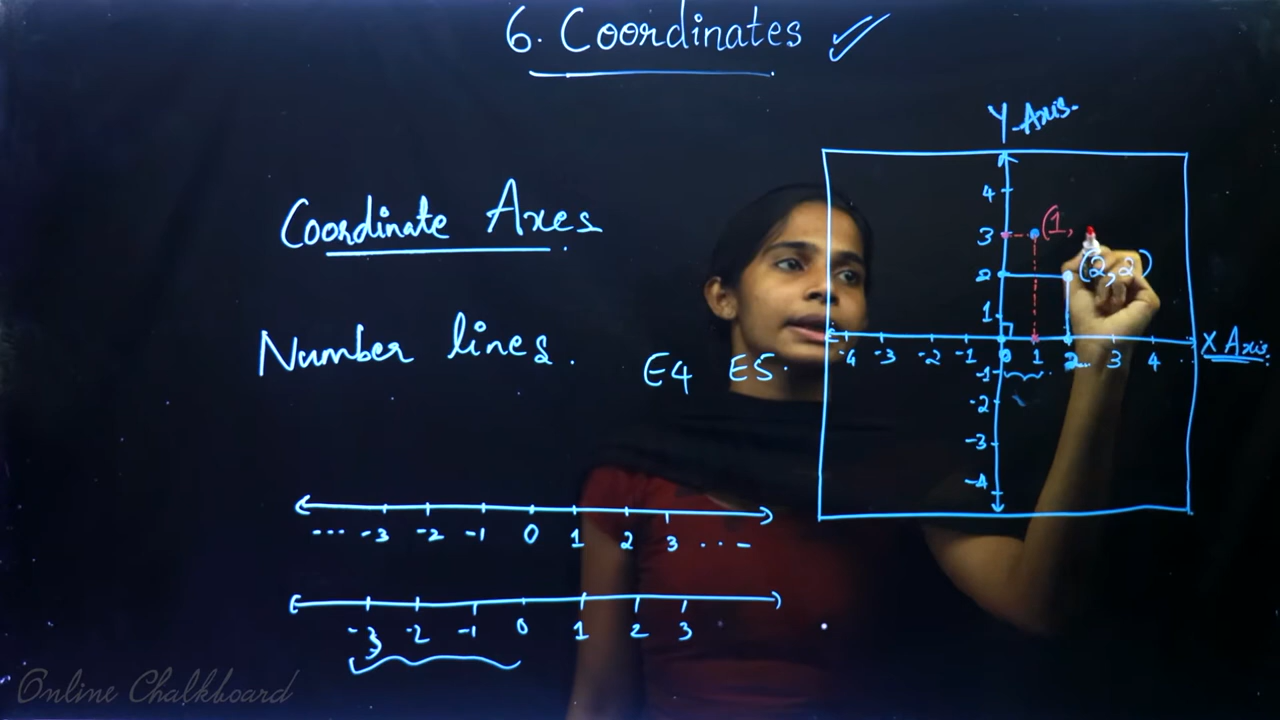 6. Coordinates
Coordinate Axes
Number lines.
E4 E5.
... -3 -2 -1 0 1 2 3 ...
-3 -2 -1 0 1 2 3
Y Axis.
4
3
2
1
(1,
(2,2)
-4 -3 -2 -1 0 1 2 3 4
X Axis.
-1
-2
-3
-4
Online Chalkboard